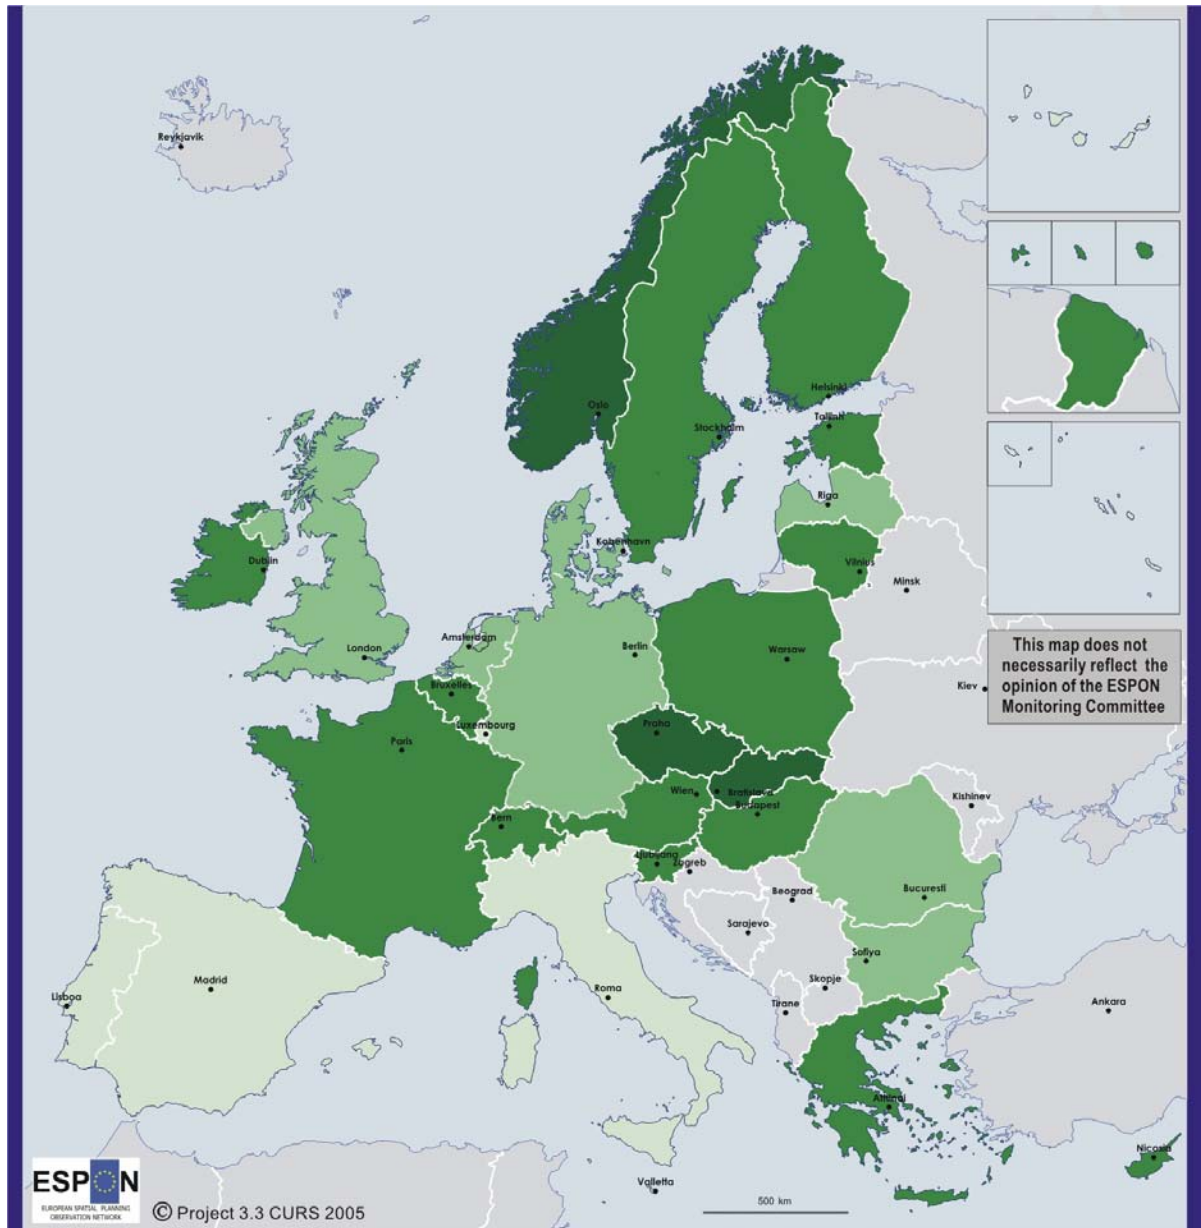 Reykjavik
Oslo
Helsinki
Tallinn
Stockholm
Riga
Kobenhavn
Dublin
Vilnius
Minsk
London
Amsterdam
Berlin
Warsaw
This map does not
necessarily reflect the
opinion of the ESPON
Monitoring Committee
Kiev
Bruxelles
Luxembourg
Praha
Paris
Wien
Bratislava
Budapest
Kishinev
Bern
Ljubljana
Zagreb
Beograd
Bucuresti
Sarajevo
Sofiya
Skopje
Madrid
Lisboa
Roma
Tirane
Ankara
Athinai
Nicosia
Valletta
500 km
ESPON
EUROPEAN SPATIAL PLANNING
OBSERVATION NETWORK
© Project 3.3 CURS 2005